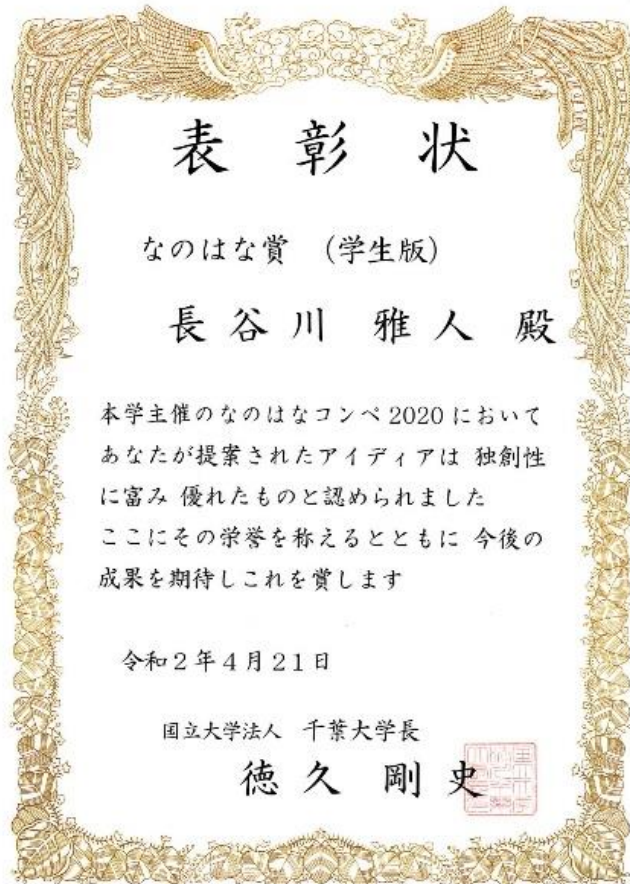 表 彰 状
なのはな賞 （学生版）
長谷川 雅人 殿
本学主催のなのはなコンペ2020において
あなたが提案されたアイディアは 独創性
に富み 優れたものと認められました
ここにその栄誉を称えるとともに 今後の
成果を期待しこれを賞します
令和2年4月21日
国立大学法人 千葉大学長
徳久 剛史